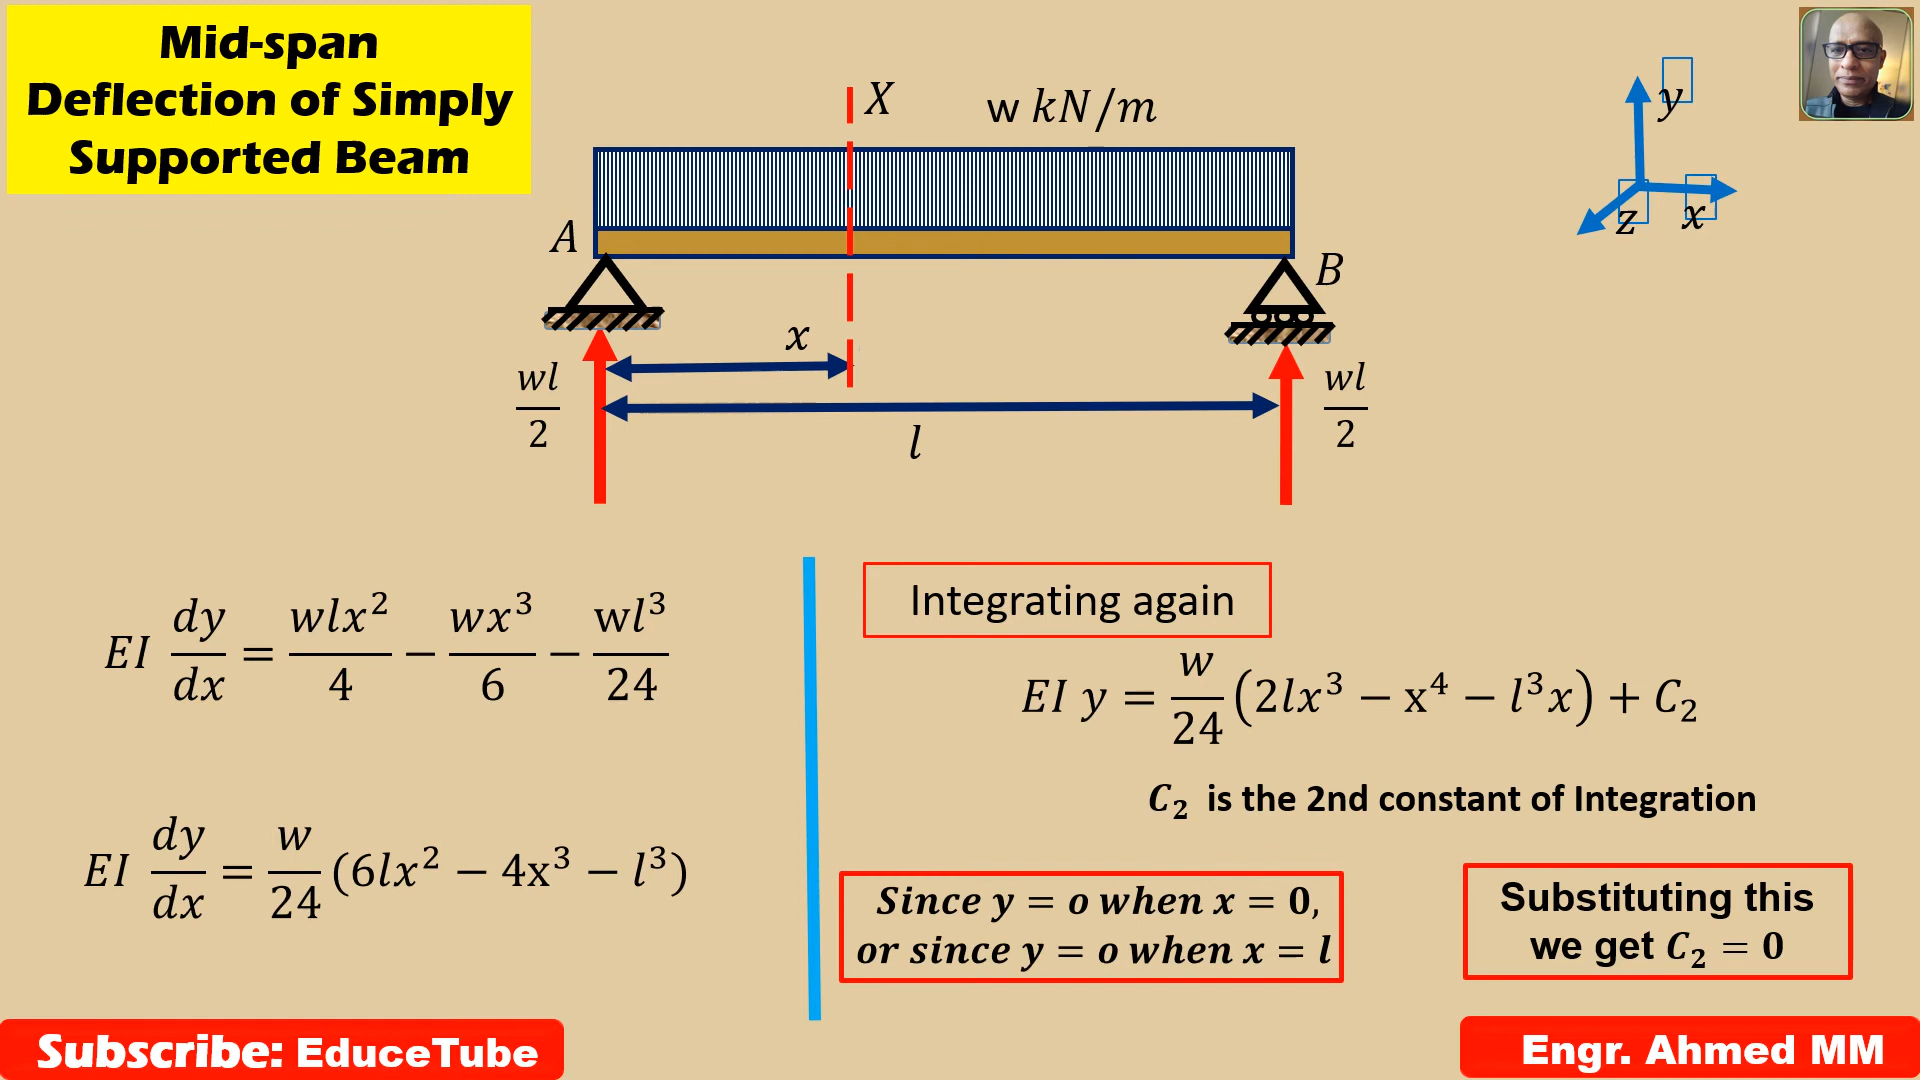 Mid-span
Deflection of Simply
Supported Beam
X
w kN/m
y
z
x
A
B
x
wl/2
wl/2
l
EI dy/dx = wlx²/4 − wx³/6 − wl³/24
EI dy/dx = w/24 (6lx² − 4x³ − l³)
Integrating again
EI y = w/24 (2lx³ − x⁴ − l³x) + C₂
C₂ is the 2nd constant of Integration
Since y = o when x = 0,
or since y = o when x = l
Substituting this
we get C₂ = 0
Subscribe: EduceTube
Engr. Ahmed MM